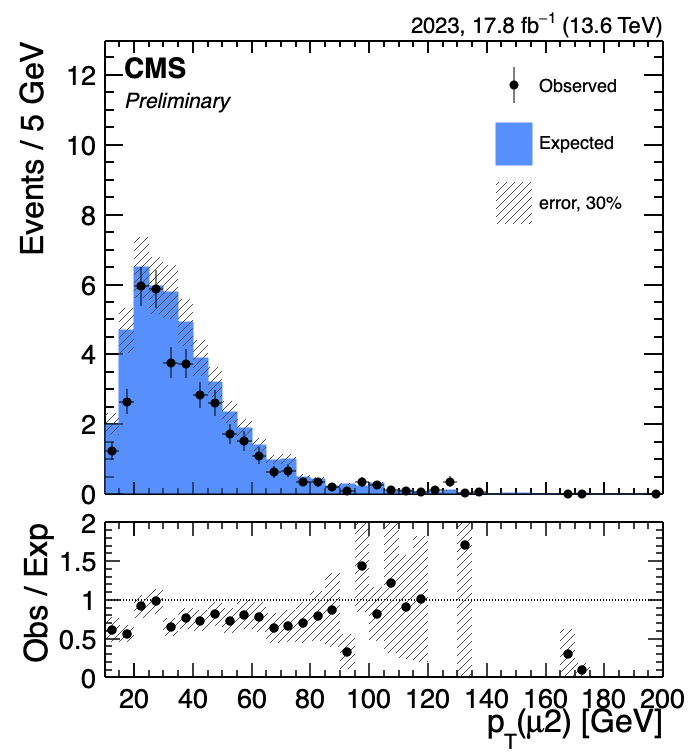 2023, 17.8 fb⁻¹ (13.6 TeV)
CMS
Preliminary
Observed
Expected
error, 30%
Events / 5 GeV
12
10
8
6
4
2
0
Obs / Exp
2
1.5
1
0.5
0
20 40 60 80 100 120 140 160 180 200
p_T(μ2) [GeV]